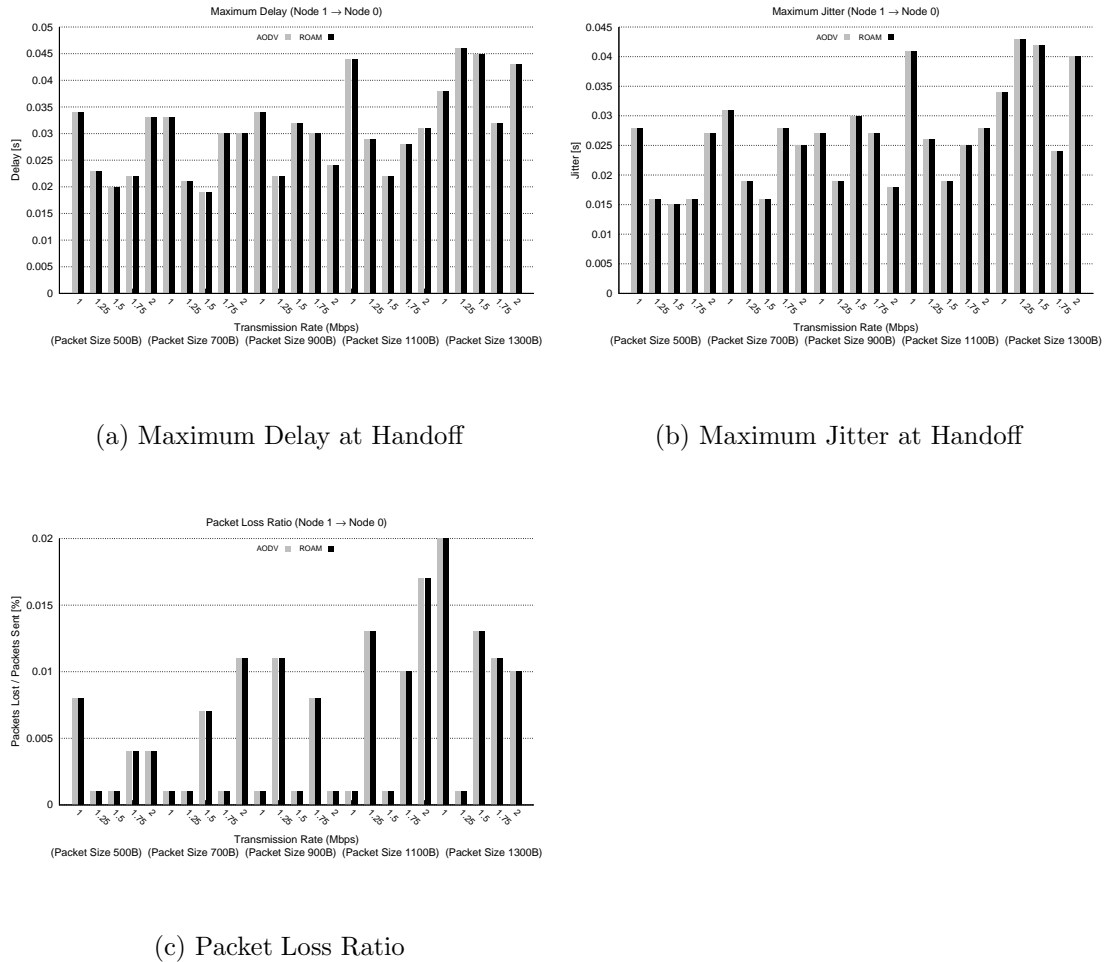 Maximum Delay (Node 1 → Node 0)
AODV ROAM
0.05
0.045
0.04
0.035
0.03
0.025
0.02
0.015
0.01
0.005
0
Delay [s]
1 1.25 1.5 1.75 2 1 1.25 1.5 1.75 2 1 1.25 1.5 1.75 2 1 1.25 1.5 1.75 2 1 1.25 1.5 1.75 2
Transmission Rate (Mbps)
(Packet Size 500B) (Packet Size 700B) (Packet Size 900B) (Packet Size 1100B) (Packet Size 1300B)
(a) Maximum Delay at Handoff
Maximum Jitter (Node 1 → Node 0)
AODV ROAM
0.045
0.04
0.035
0.03
0.025
0.02
0.015
0.01
0.005
0
Jitter [s]
1 1.25 1.5 1.75 2 1 1.25 1.5 1.75 2 1 1.25 1.5 1.75 2 1 1.25 1.5 1.75 2 1 1.25 1.5 1.75 2
Transmission Rate (Mbps)
(Packet Size 500B) (Packet Size 700B) (Packet Size 900B) (Packet Size 1100B) (Packet Size 1300B)
(b) Maximum Jitter at Handoff
Packet Loss Ratio (Node 1 → Node 0)
AODV ROAM
0.02
0.015
0.01
0.005
0
Packets Lost / Packets Sent [%]
1 1.25 1.5 1.75 2 1 1.25 1.5 1.75 2 1 1.25 1.5 1.75 2 1 1.25 1.5 1.75 2 1 1.25 1.5 1.75 2
Transmission Rate (Mbps)
(Packet Size 500B) (Packet Size 700B) (Packet Size 900B) (Packet Size 1100B) (Packet Size 1300B)
(c) Packet Loss Ratio